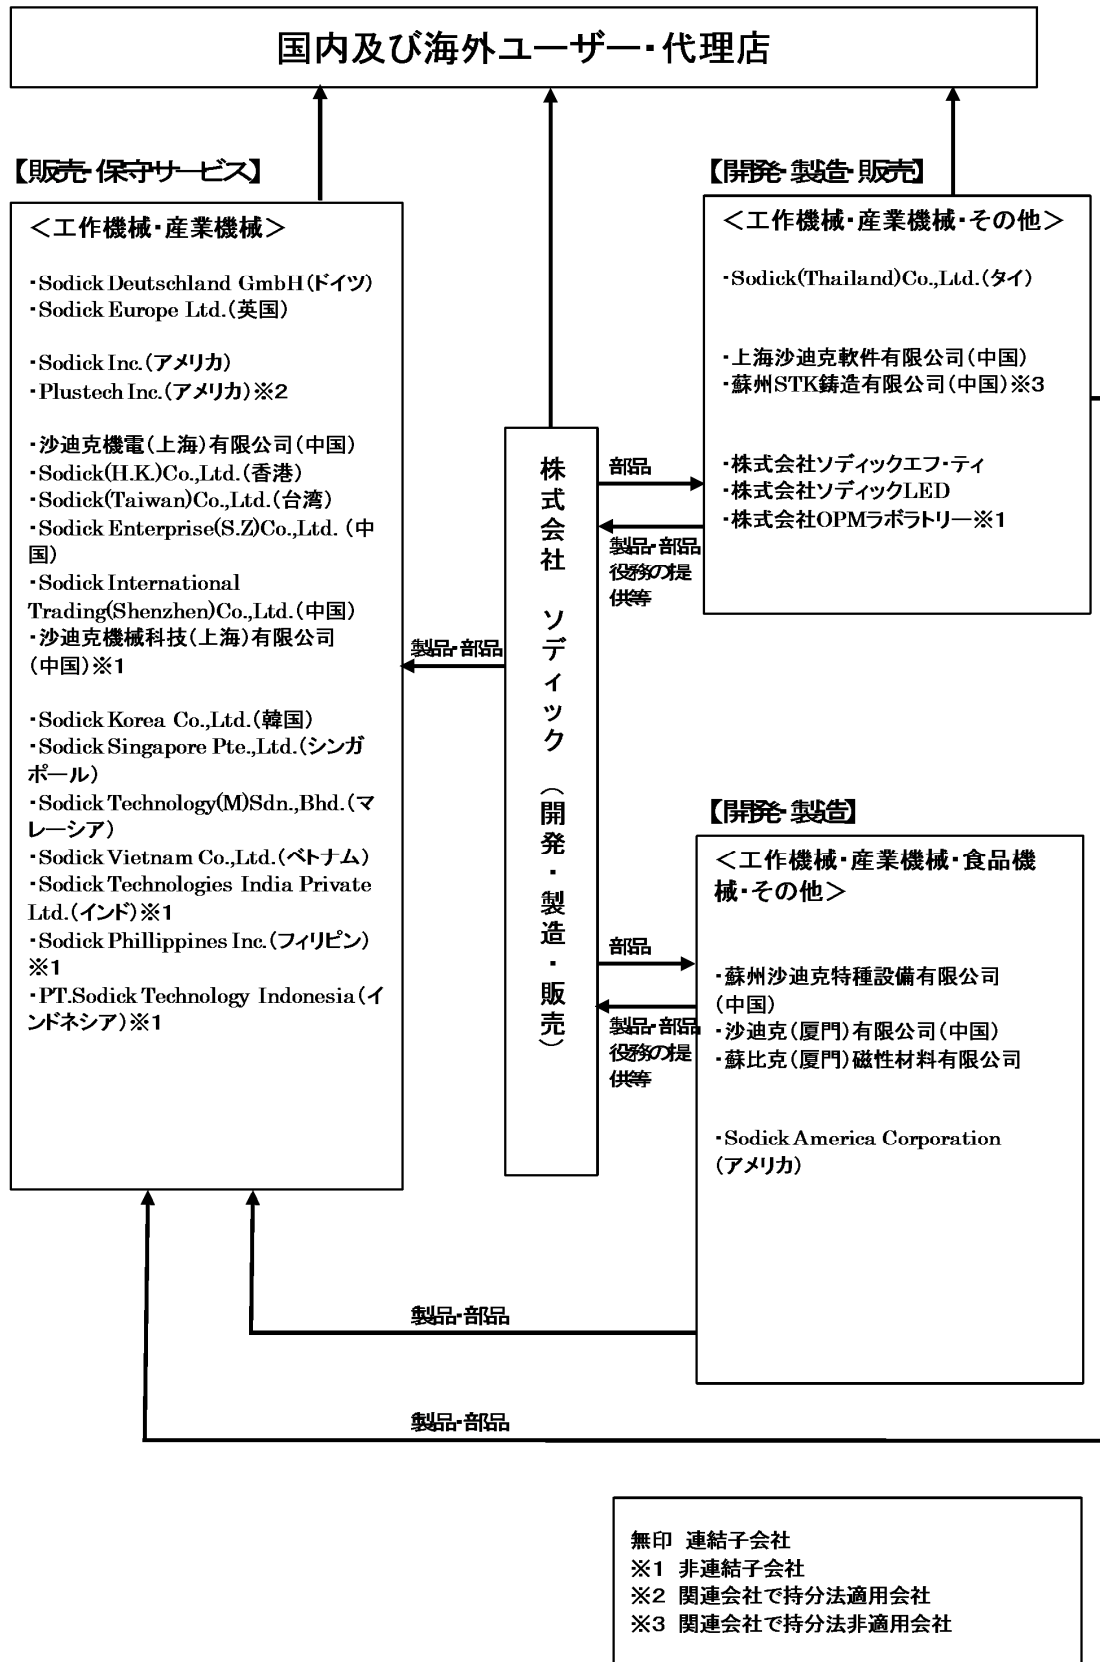 国内及び海外ユーザー・代理店
【販売・保守サービス】
＜工作機械・産業機械＞
・Sodick Deutschland GmbH(ドイツ)
・Sodick Europe Ltd.(英国)
・Sodick Inc.(アメリカ)
・Plustech Inc.(アメリカ)※2
・沙迪克機電(上海)有限公司(中国)
・Sodick(H.K.)Co.,Ltd.(香港)
・Sodick(Taiwan)Co.,Ltd.(台湾)
・Sodick Enterprise(S.Z)Co.,Ltd. (中
国)
・Sodick International
Trading(Shenzhen)Co.,Ltd.(中国)
・沙迪克機械科技(上海)有限公司
(中国)※1
・Sodick Korea Co.,Ltd.(韓国)
・Sodick Singapore Pte.,Ltd.(シンガ
ポール)
・Sodick Technology(M)Sdn.,Bhd.(マ
レーシア)
・Sodick Vietnam Co.,Ltd.(ベトナム)
・Sodick Technologies India Private
Ltd.(インド)※1
・Sodick Phillippines Inc.(フィリピン)
※1
・PT.Sodick Technology Indonesia(イ
ンドネシア)※1
製品・部品
株式会社 ソディック (開発・製造・販売)
【開発・製造・販売】
＜工作機械・産業機械・その他＞
・Sodick(Thailand)Co.,Ltd.(タイ)
・上海沙迪克軟件有限公司(中国)
・蘇州STK鋳造有限公司(中国)※3
・株式会社ソディックエフ・ティ
・株式会社ソディックLED
・株式会社OPMラボラトリー※1
部品
製品・部品
役務の提
供等
【開発・製造】
＜工作機械・産業機械・食品機
械・その他＞
・蘇州沙迪克特種設備有限公司
(中国)
・沙迪克(厦門)有限公司(中国)
・蘇比克(厦門)磁性材料有限公司
・Sodick America Corporation
(アメリカ)
部品
製品・部品
役務の提
供等
製品・部品
製品・部品
無印 連結子会社
※1 非連結子会社
※2 関連会社で持分法適用会社
※3 関連会社で持分法非適用会社